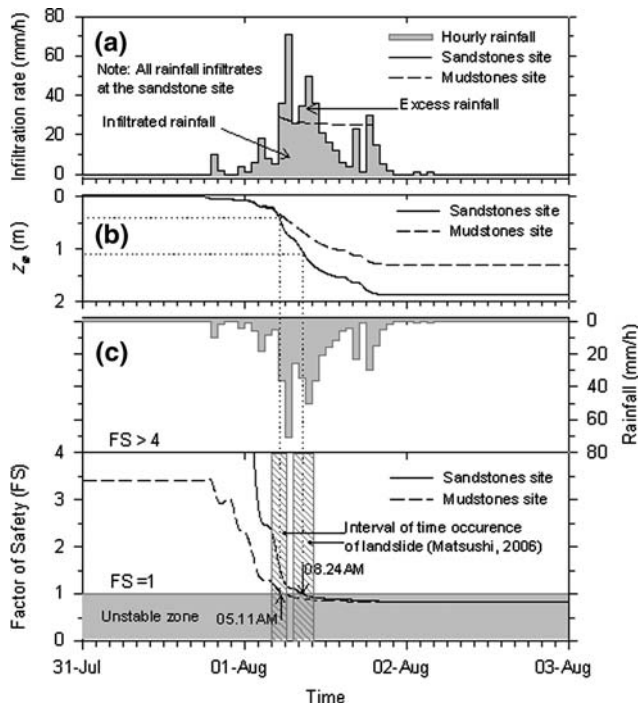 (a)
Infiltration rate (mm/h)
80
60
40
20
0
Note: All rainfall infiltrates
at the sandstone site
Infiltrated rainfall
Excess rainfall
Hourly rainfall
Sandstones site
Mudstones site
(b)
Zø (m)
0
1
2
Sandstones site
Mudstones site
(c)
0
20
40
60
80
Rainfall (mm/h)
FS > 4
Factor of Safety (FS)
4
3
2
1
0
Sandstones site
Mudstones site
Interval of time occurence
of landslide (Matsushi, 2006)
08.24AM
FS =1
Unstable zone
05.11AM
31-Jul
01-Aug
02-Aug
03-Aug
Time